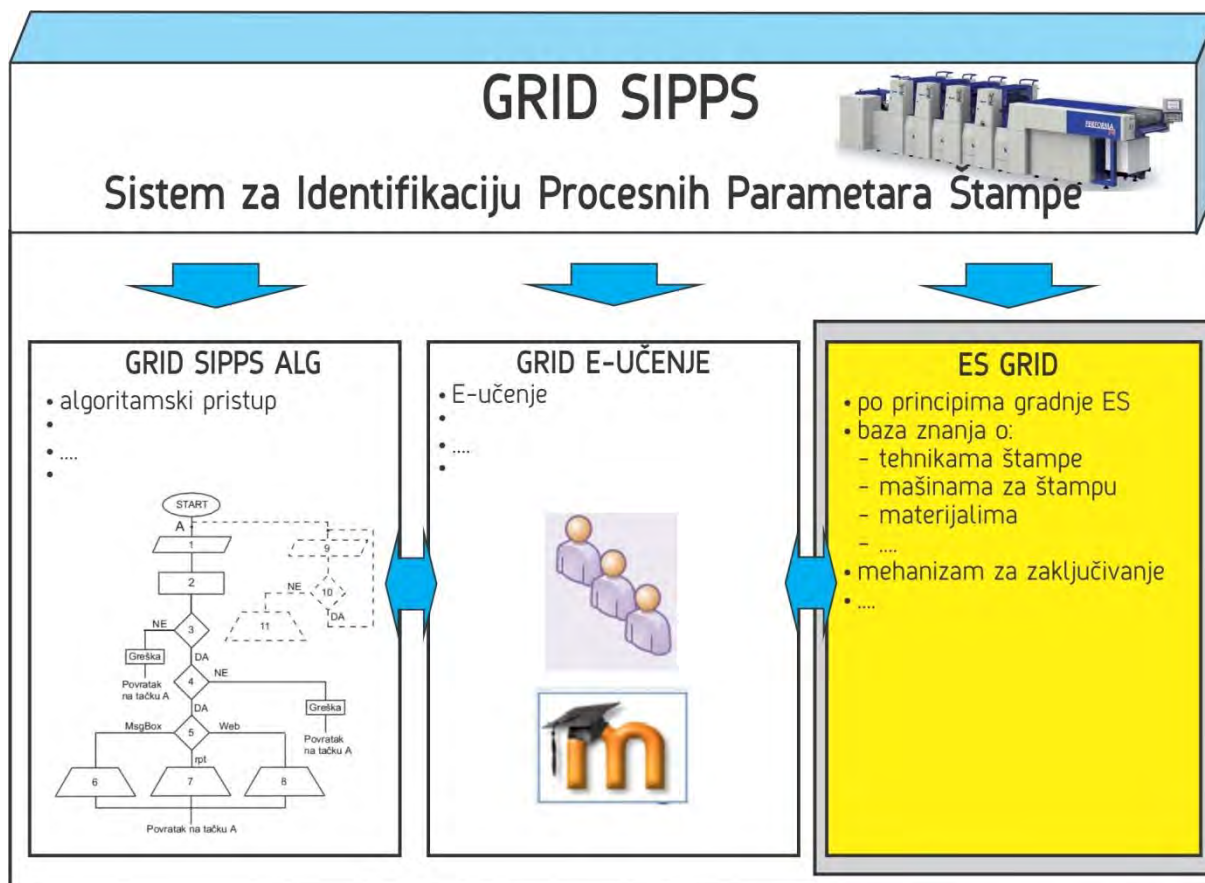 GRID SIPPS
PERFORMA
Sistem za Identifikaciju Procesnih Parametara Štampe
GRID SIPPS ALG
• algoritamski pristup
•
• ....
•
START
A
1
2
NE
3
Greška
DA
Povratak
na tačku A
4
NE
Greška
DA
Povratak
na tačku A
MsgBox
5
Web
rpt
6
7
8
Povratak na tačku A
9
NE
10
DA
11
GRID E-UČENJE
• E-učenje
•
• ....
•
m
ES GRID
• po principima gradnje ES
• baza znanja o:
- tehnikama štampe
- mašinama za štampu
- materijalima
- ....
• mehanizam za zaključivanje
• ....